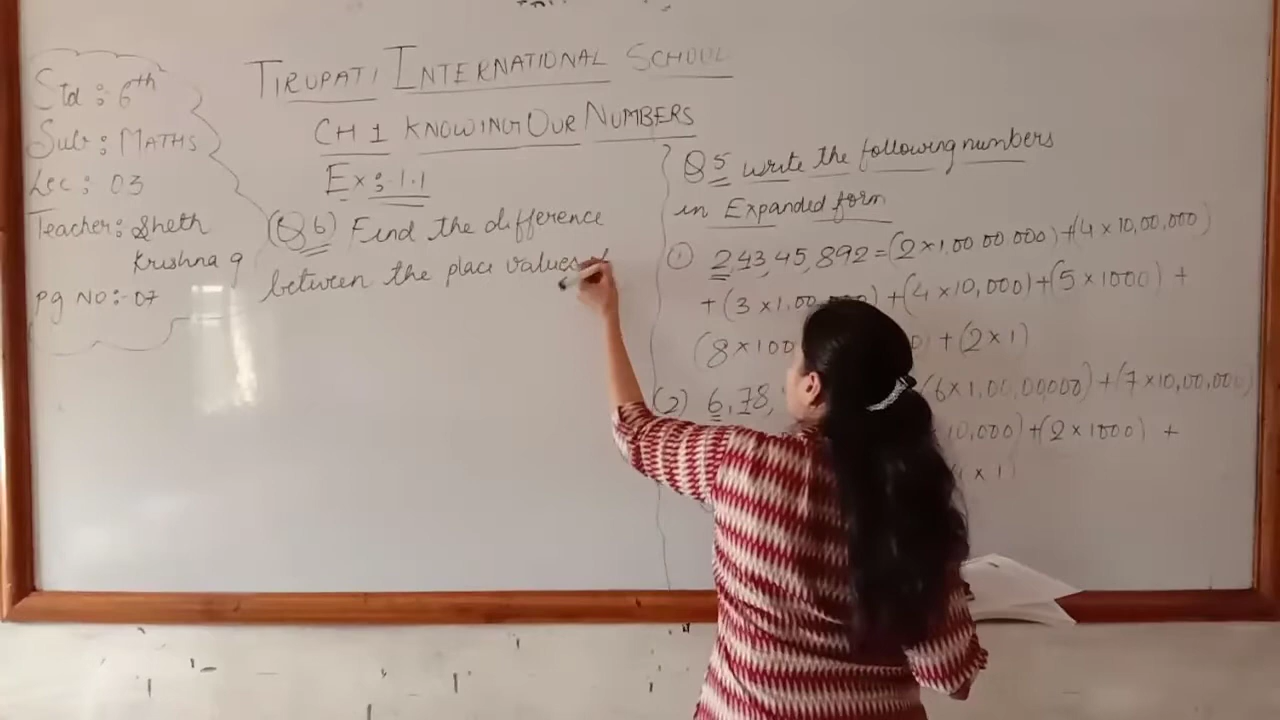 Std : 6th
Sub : MATHS
Lec : 03
Teacher : Sheth
Krishna g
Pg NO :- 07
TIRUPATI INTERNATIONAL SCHOOL
CH 1 KNOWING OUR NUMBERS
Ex :- 1.1
(Q 6) Find the difference
between the place values
Q 5 write the following numbers
in Expanded form
① 2,43,45,892 = (2×1,00,00,000) + (4×10,00,000)
+ (3×1,00,000) + (4×10,000) + (5×1000) +
(8×100 ) + (2×1)
(2) 6,78, (6×1,00,00,000) + (7×10,00,000)
10,000) + (2×1000) +
×1)